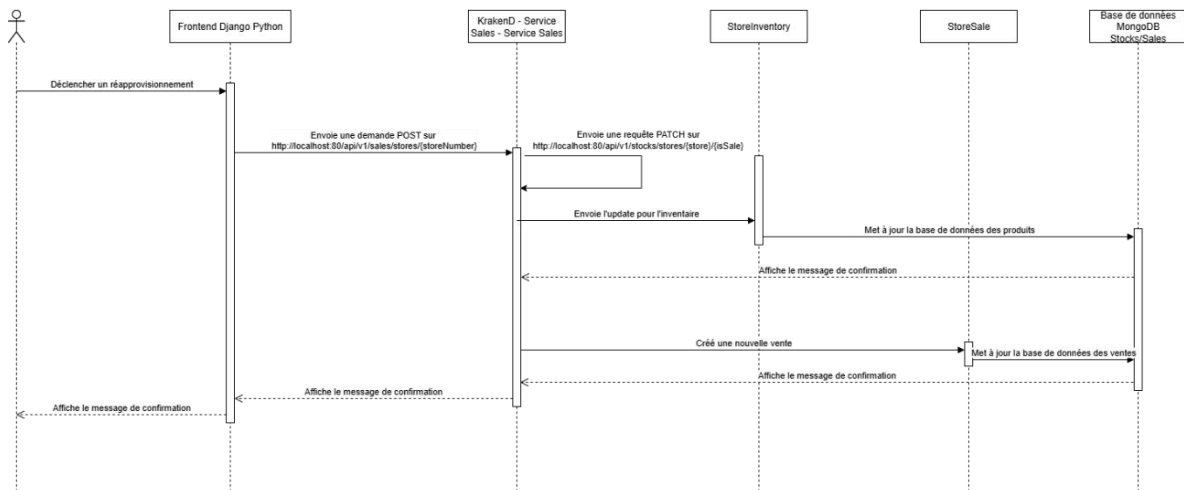 Frontend Django Python
KrakenD - Service
Sales - Service Sales
StoreInventory
StoreSale
Base de données
MongoDB
Stocks/Sales
Déclencher un réapprovisionnement
Envoie une demande POST sur
http://localhost:80/api/v1/sales/stores/{storeNumber}
Envoie une requête PATCH sur
http://localhost:80/api/v1/stocks/stores/{store}/{isSale}
Envoie l'update pour l'inventaire
Met à jour la base de données des produits
Affiche le message de confirmation
Créé une nouvelle vente
Met à jour la base de données des ventes
Affiche le message de confirmation
Affiche le message de confirmation
Affiche le message de confirmation